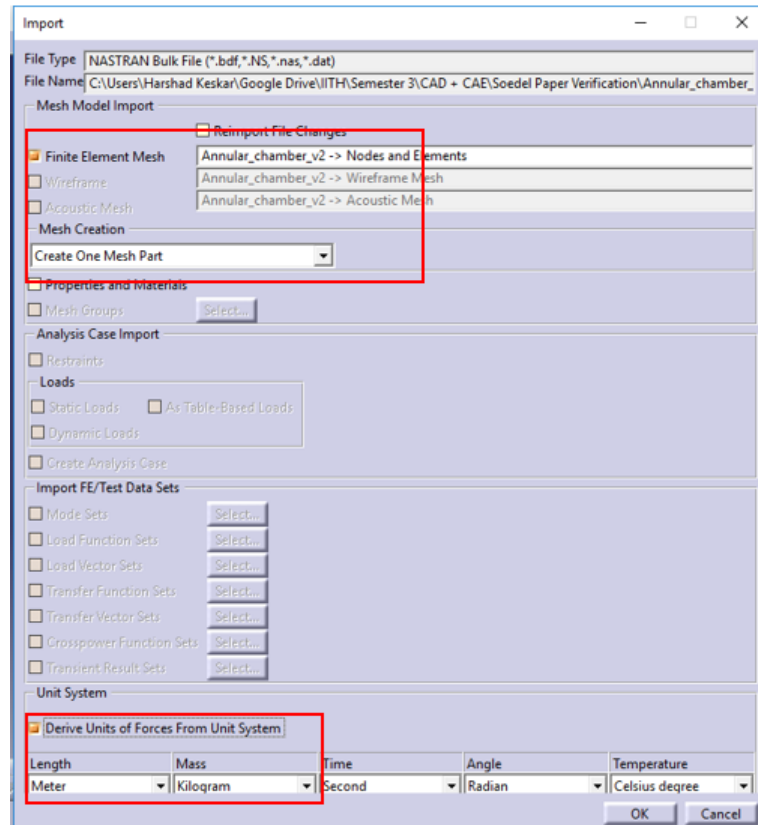 Import
File Type NASTRAN Bulk File (*.bdf,*.NS,*.nas,*.dat)
File Name C:\Users\Harshad Keskar\Google Drive\IITH\Semester 3\CAD + CAE\Soedel Paper Verification\Annular_chamber_
Mesh Model Import
Reimport File Changes
Finite Element Mesh Annular_chamber_v2 -> Nodes and Elements
Wireframe Annular_chamber_v2 -> Wireframe Mesh
Acoustic Mesh Annular_chamber_v2 -> Acoustic Mesh
Mesh Creation
Create One Mesh Part
Properties and Materials
Mesh Groups Select...
Analysis Case Import
Restraints
Loads
Static Loads As Table-Based Loads
Dynamic Loads
Create Analysis Case
Import FE/Test Data Sets
Mode Sets Select...
Load Function Sets Select...
Load Vector Sets Select...
Transfer Function Sets Select...
Transfer Vector Sets Select...
Crosspower Function Sets Select...
Transient Result Sets Select...
Unit System
Derive Units of Forces From Unit System
Length Mass Time Angle Temperature
Meter Kilogram Second Radian Celsius degree
OK Cancel